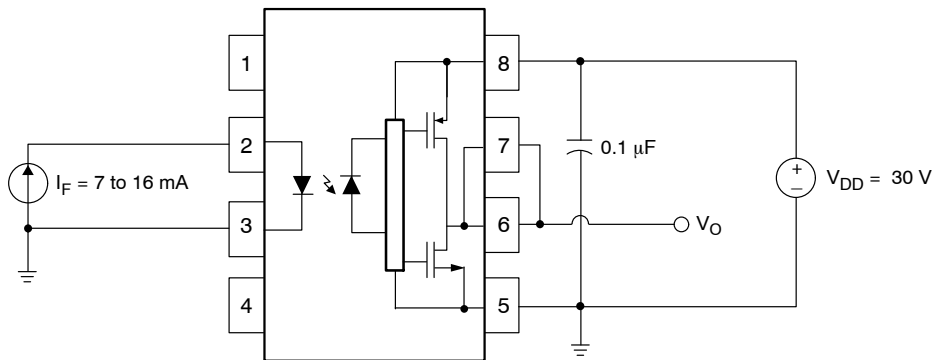 1
8
2
7
I_F = 7 to 16 mA
0.1 μF
+
–
V_DD = 30 V
3
6
V_O
4
5